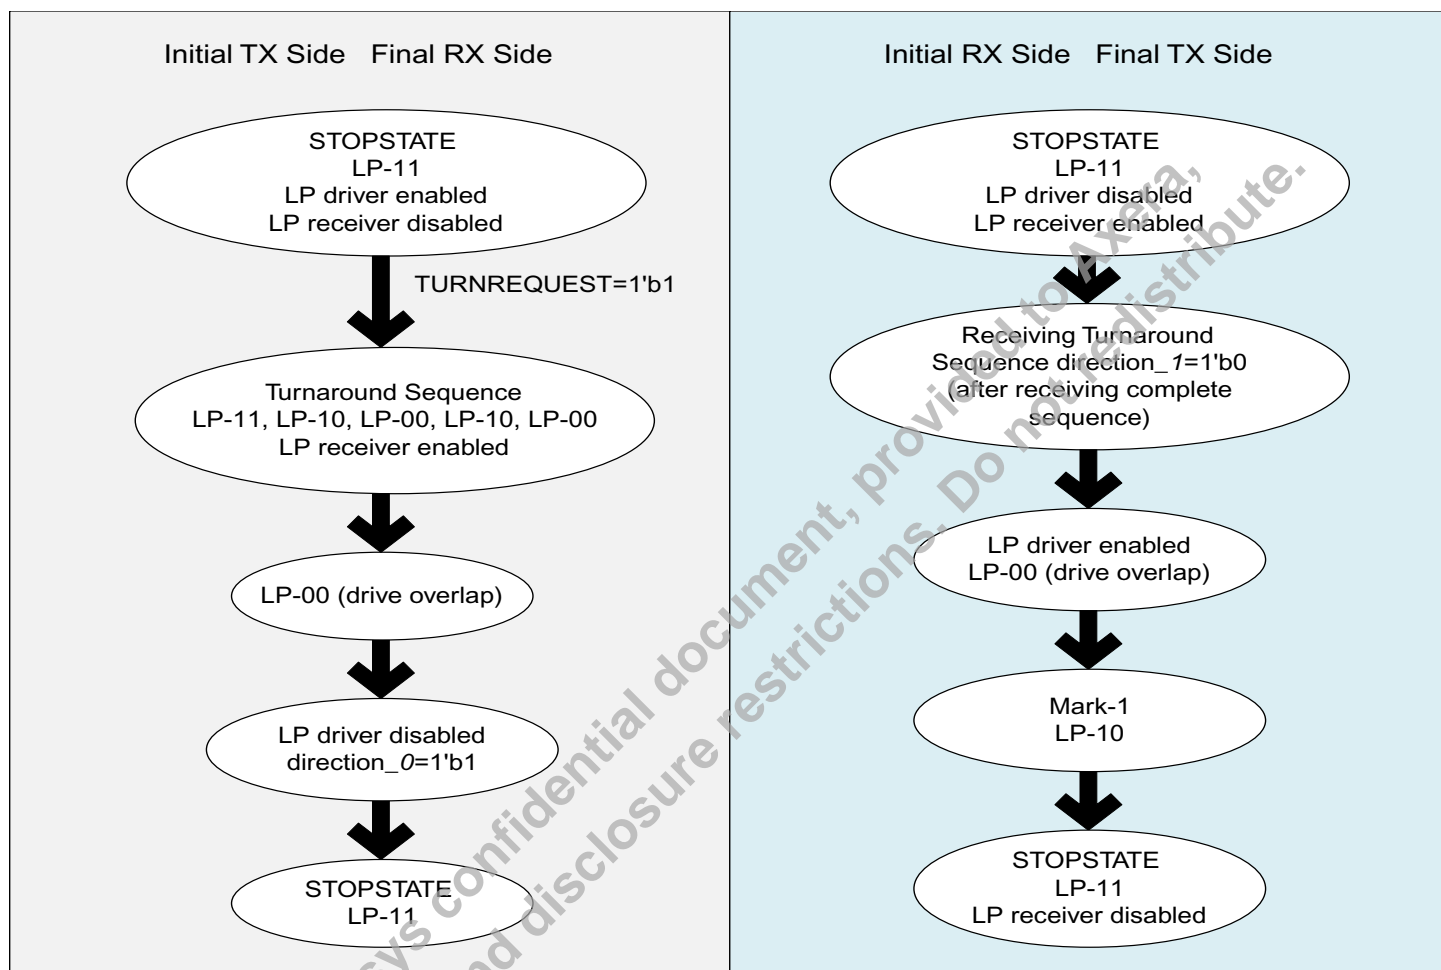 Initial TX Side Final RX Side
STOPSTATE
LP-11
LP driver enabled
LP receiver disabled
TURNREQUEST=1'b1
Turnaround Sequence
LP-11, LP-10, LP-00, LP-10, LP-00
LP receiver enabled
LP-00 (drive overlap)
LP driver disabled
direction_0=1'b1
STOPSTATE
LP-11
Initial RX Side Final TX Side
STOPSTATE
LP-11
LP driver disabled
LP receiver enabled
Receiving Turnaround
Sequence direction_1=1'b0
(after receiving complete
sequence)
LP driver enabled
LP-00 (drive overlap)
Mark-1
LP-10
STOPSTATE
LP-11
LP receiver disabled
confidential document, provided to Axera,
disclosure restrictions. Do not redistribute.